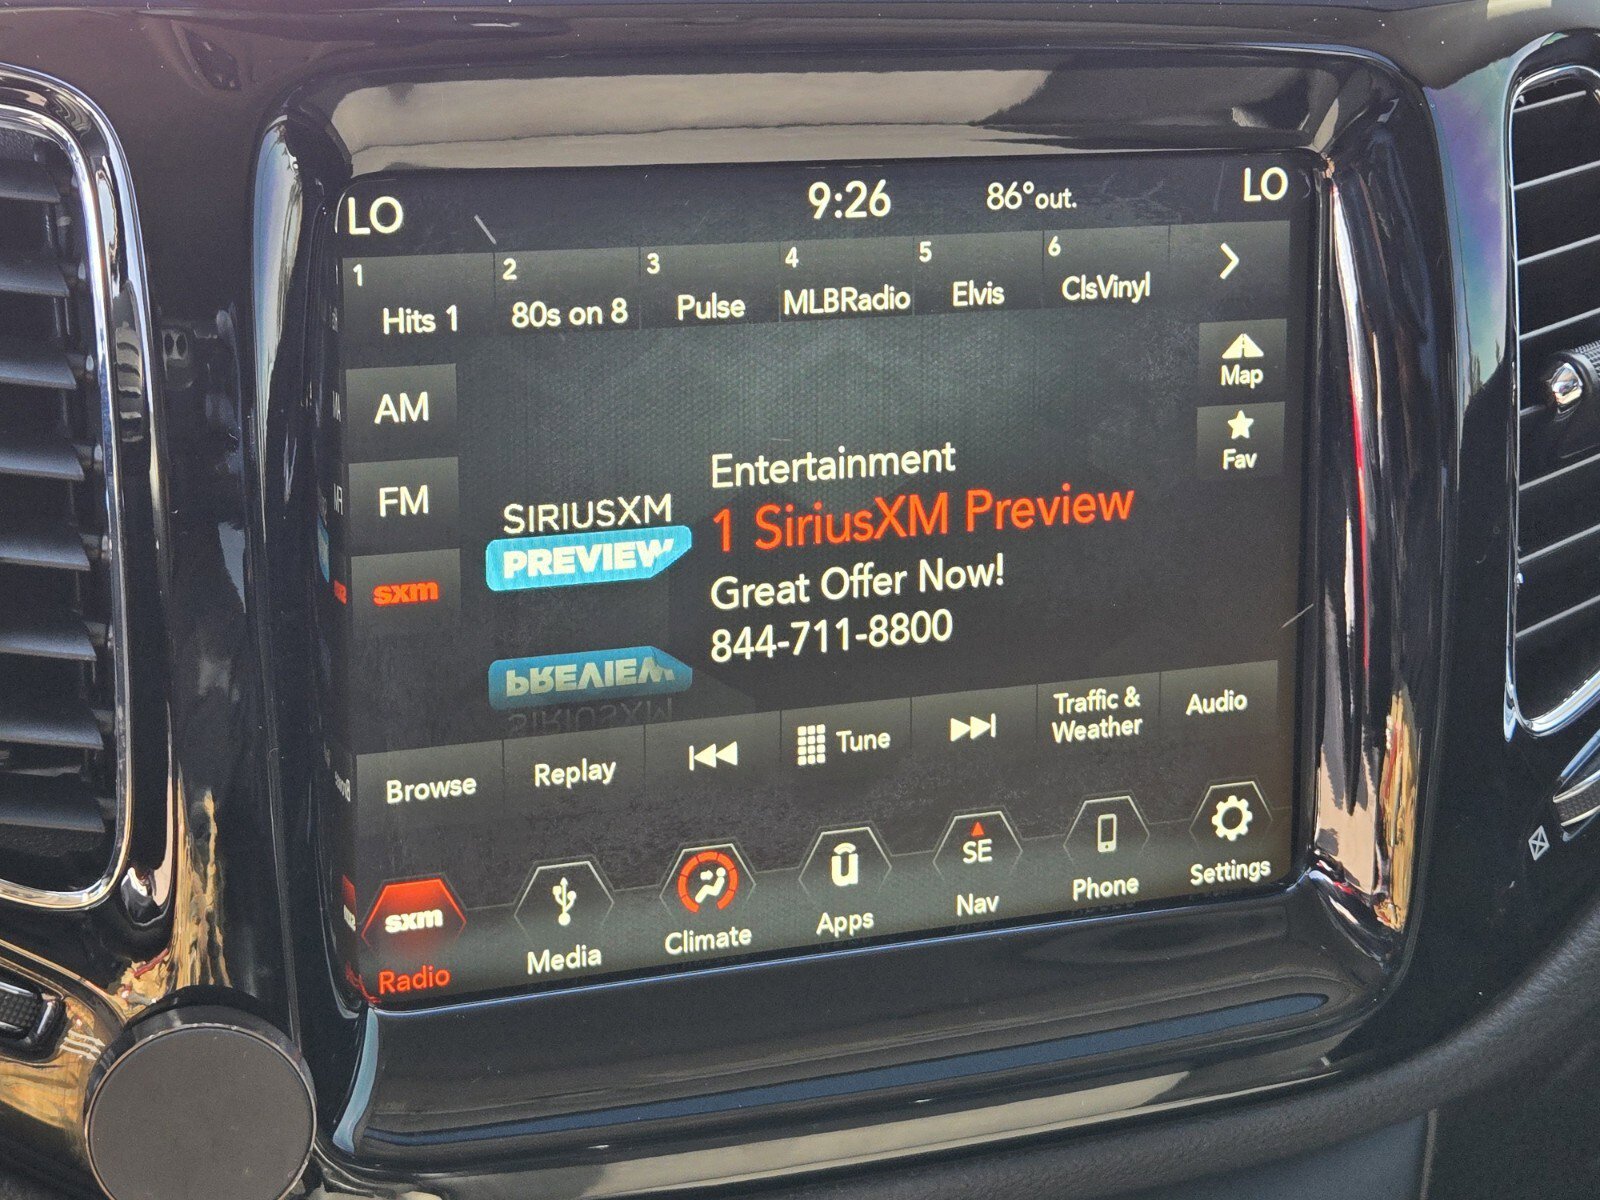 LO 9:26 86°out. LO
1 2 3 4 5 6
Hits 1 80s on 8 Pulse MLBRadio Elvis ClsVinyl
AM
FM
sxm
Map
Fav
SIRIUSXM
PREVIEW
Entertainment
1 SiriusXM Preview
Great Offer Now!
844-711-8800
PREVIEW
SIRIUSXM
Browse Replay Tune Traffic & Weather Audio
sxm SE
Radio Media Climate Apps Nav Phone Settings